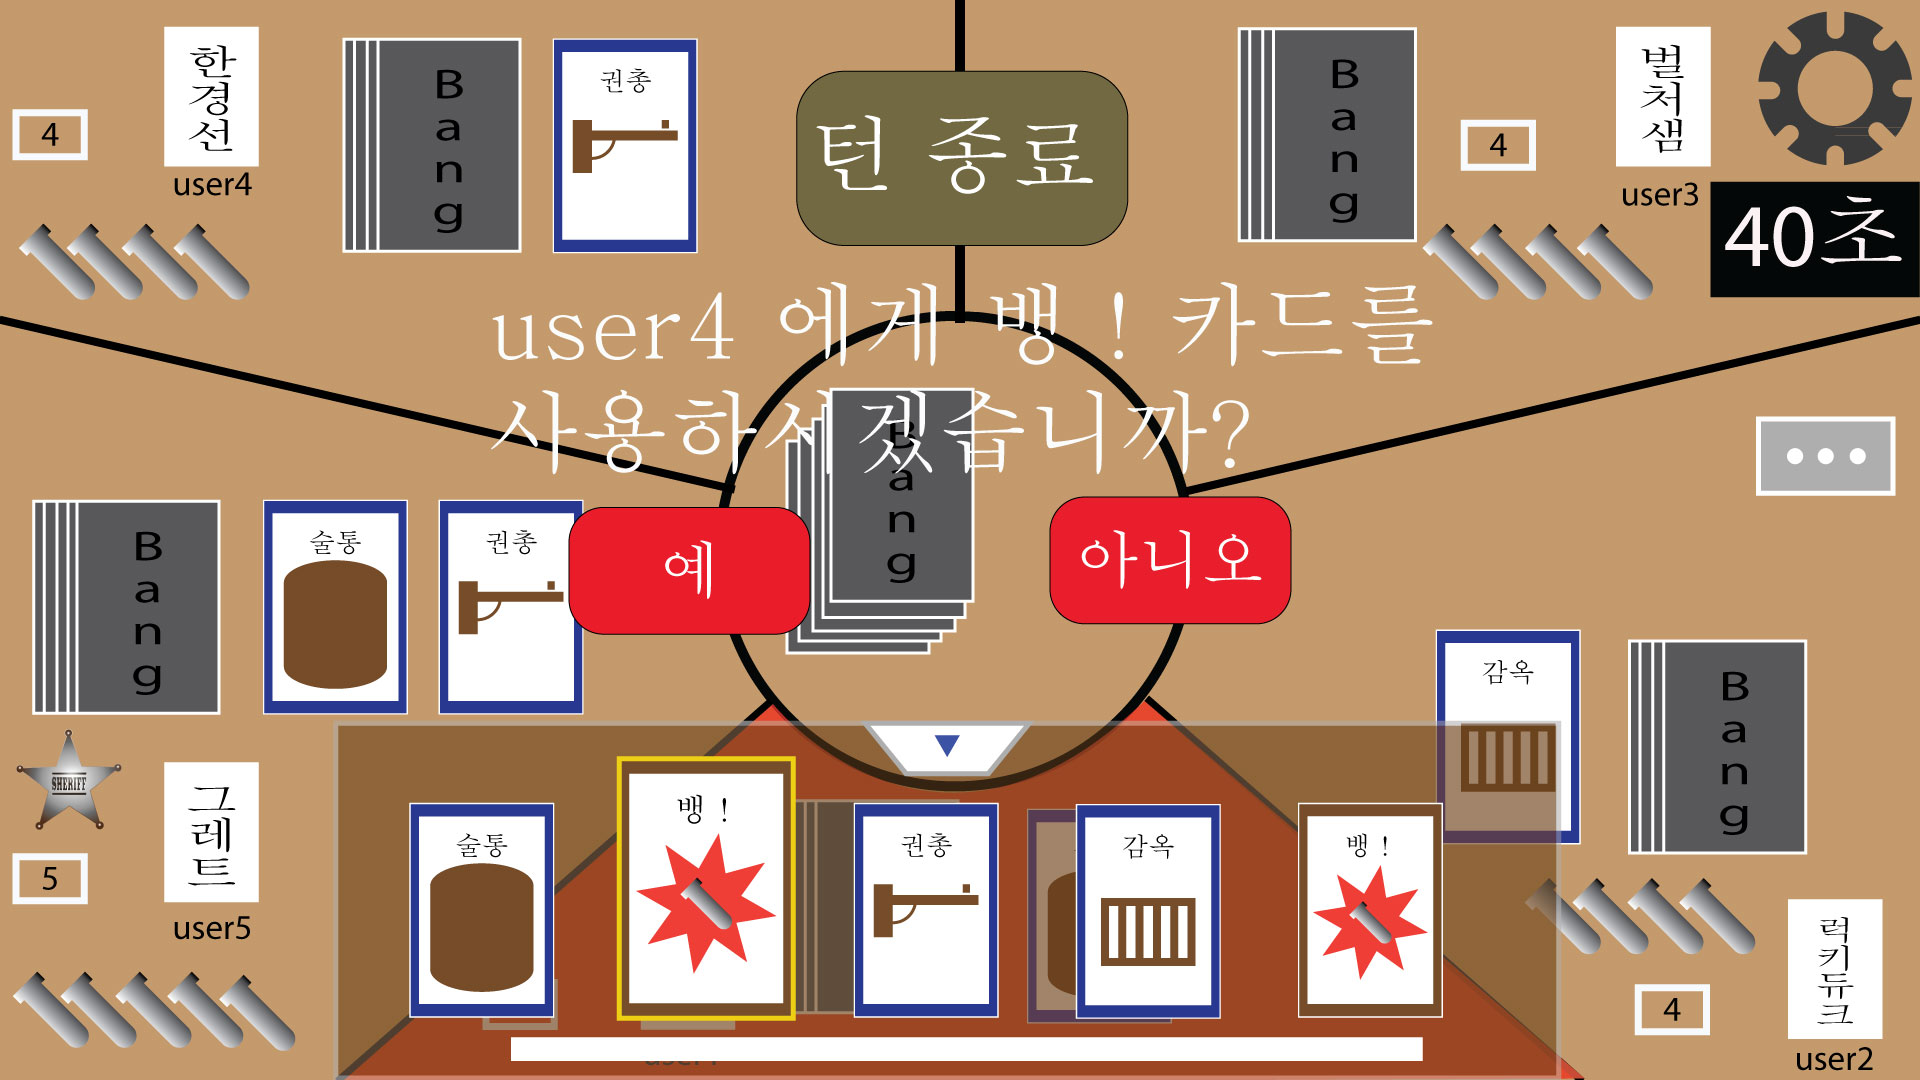 한경선
4
user4
Bang
권총
턴 종료
Bang
4
벌처샘
user3
40초
user4 에게 뱅! 카드를
사용하시겠습니까?
Bang
예
아니오
Bang
술통
권총
SHERIFF
그레트
5
user5
감옥
Bang
럭키듀크
4
user2
술통
뱅!
권총
감옥
뱅!